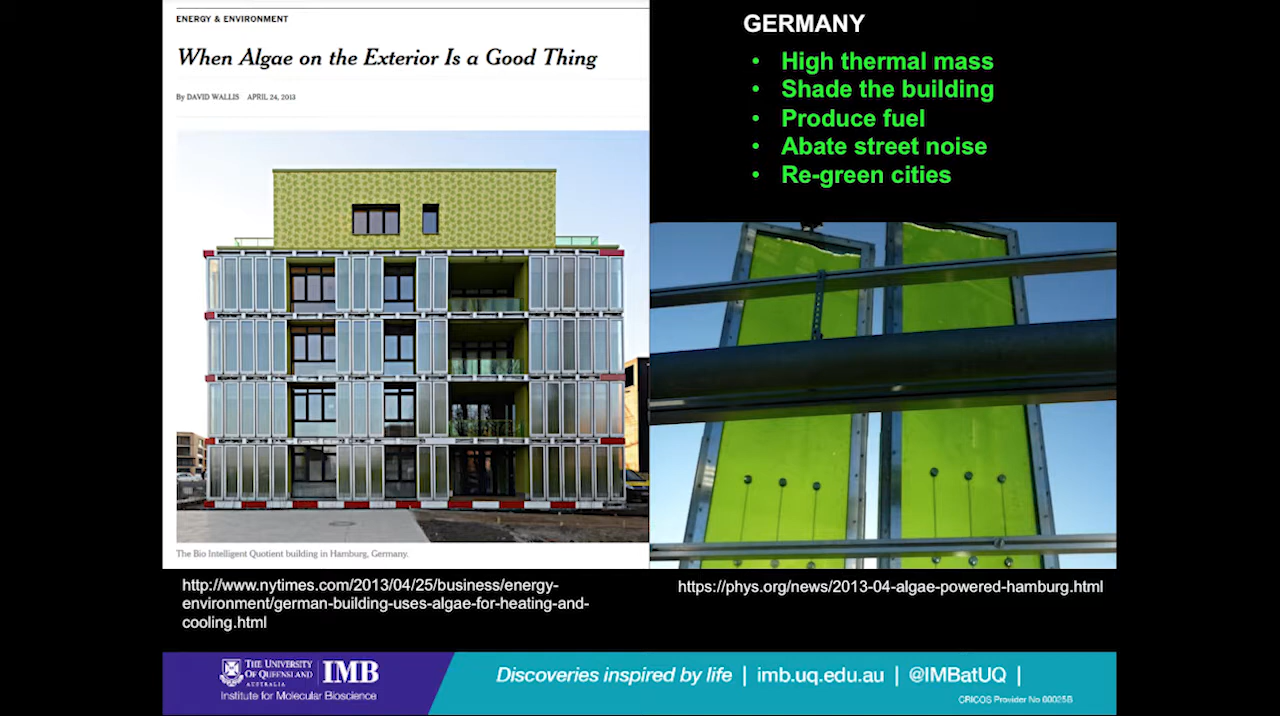 ENERGY & ENVIRONMENT
When Algae on the Exterior Is a Good Thing
By DAVID WALLIS APRIL 24, 2013
The Bio Intelligent Quotient building in Hamburg, Germany.
http://www.nytimes.com/2013/04/25/business/energy-
environment/german-building-uses-algae-for-heating-and-
cooling.html
GERMANY
• High thermal mass
• Shade the building
• Produce fuel
• Abate street noise
• Re-green cities
https://phys.org/news/2013-04-algae-powered-hamburg.html
THE UNIVERSITY
OF QUEENSLAND
AUSTRALIA
IMB
Institute for Molecular Bioscience
Discoveries inspired by life | imb.uq.edu.au | @IMBatUQ |
CRICOS Provider No 00025B